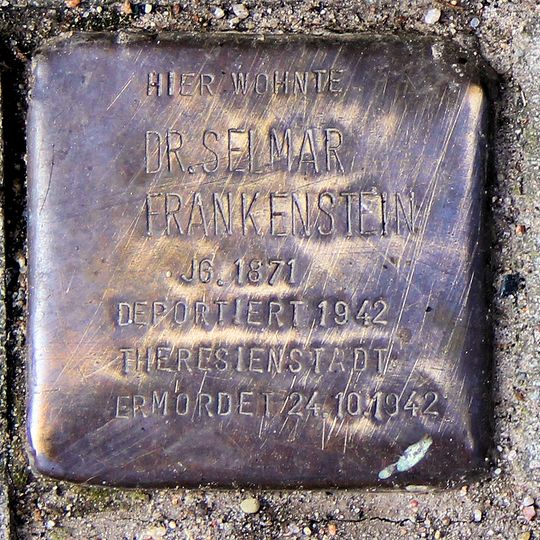 HIER WOHNTE
DR. SELMAR
FRANKENSTEIN
JG. 1871
DEPORTIERT 1942
THERESIENSTADT
ERMORDET 24.10.1942